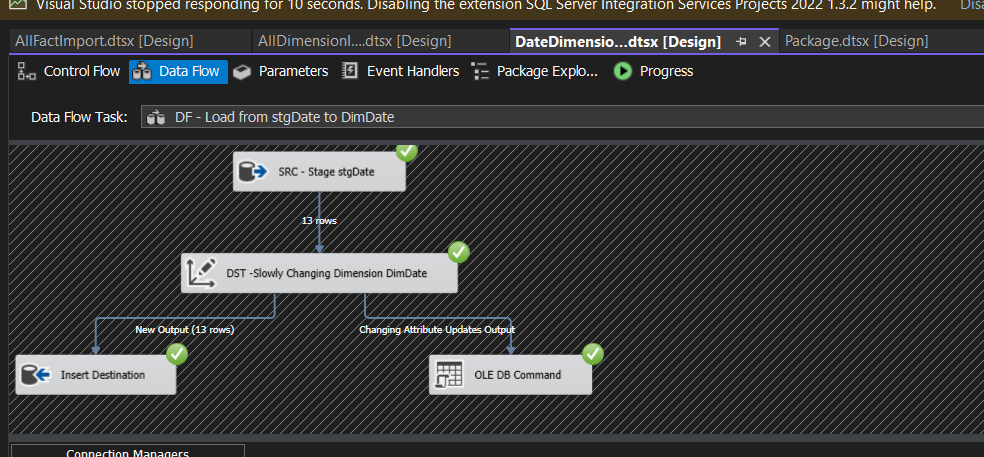 Visual Studio stopped responding for 10 seconds. Disabling the extension SQL Server Integration Services Projects 2022 1.3.2 might help. Disa
AllFactImport.dtsx [Design] AllDimensionI....dtsx [Design] DateDimensio...dtsx [Design] Package.dtsx [Design]
Control Flow Data Flow Parameters Event Handlers Package Explo... Progress
Data Flow Task: DF - Load from stgDate to DimDate
SRC - Stage stgDate
13 rows
DST -Slowly Changing Dimension DimDate
New Output (13 rows) Changing Attribute Updates Output
Insert Destination OLE DB Command
Connection Managers